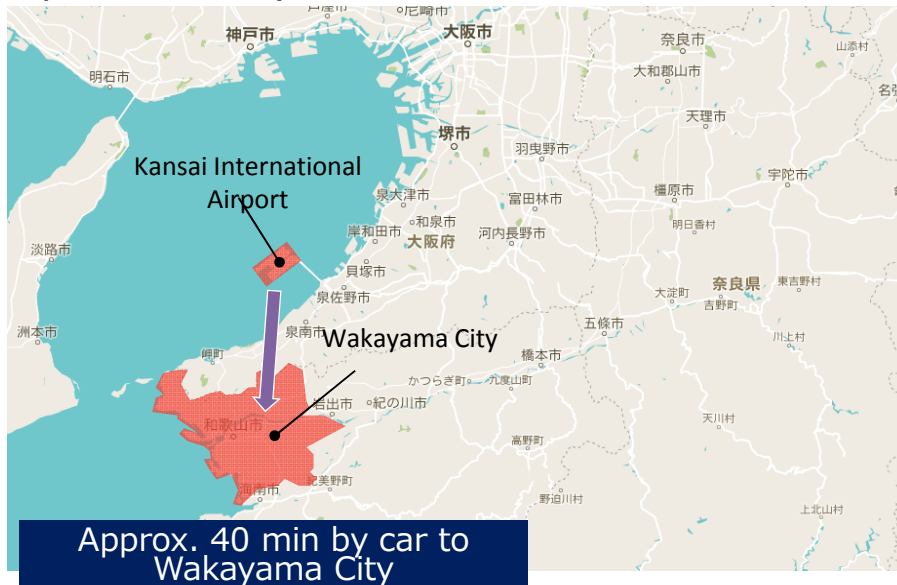 尼崎市
神戸市
大阪市
奈良市
山添村
明石市
大和郡山市
天理市
堺市
羽曳野市
Kansai International
Airport
宇陀市
泉大津市
富田林市
橿原市
和泉市
明日香村
岸和田市
大阪府
河内長野市
淡路市
貝塚市
奈良県
東吉野村
泉佐野市
大淀町
吉野町
洲本市
泉南市
五條市
川上村
Wakayama City
岬町
橋本市
かつらぎ町
九度山町
岩出市
紀の川市
天川村
和歌山市
高野町
紀美野町
海南市
野迫川村
上北山村
Approx. 40 min by car to
Wakayama City